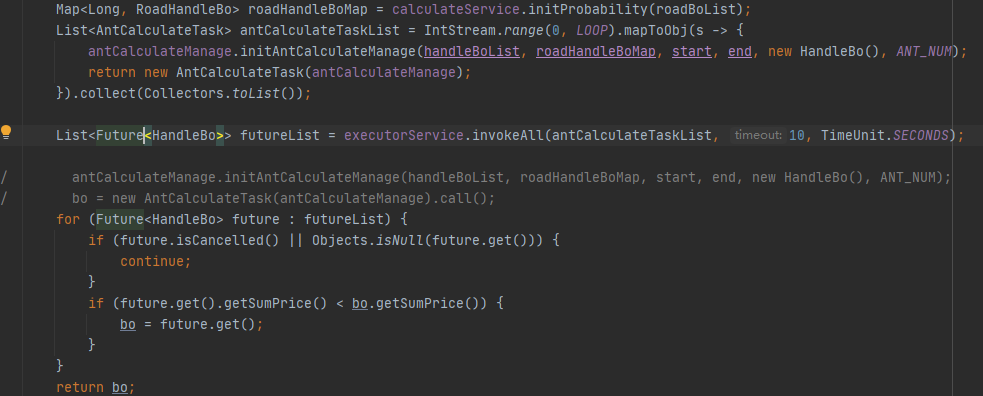 Map<Long, RoadHandleBo> roadHandleBoMap = calculateService.initProbability(roadBoList);
List<AntCalculateTask> antCalculateTaskList = IntStream.range(0, LOOP).mapToObj(s -> {
antCalculateManage.initAntCalculateManage(handleBoList, roadHandleBoMap, start, end, new HandleBo(), ANT_NUM);
return new AntCalculateTask(antCalculateManage);
}).collect(Collectors.toList());
List<Future<HandleBo>> futureList = executorService.invokeAll(antCalculateTaskList, timeout: 10, TimeUnit.SECONDS);
/ antCalculateManage.initAntCalculateManage(handleBoList, roadHandleBoMap, start, end, new HandleBo(), ANT_NUM);
/ bo = new AntCalculateTask(antCalculateManage).call();
for (Future<HandleBo> future : futureList) {
if (future.isCancelled() || Objects.isNull(future.get())) {
continue;
}
if (future.get().getSumPrice() < bo.getSumPrice()) {
bo = future.get();
}
}
return bo;